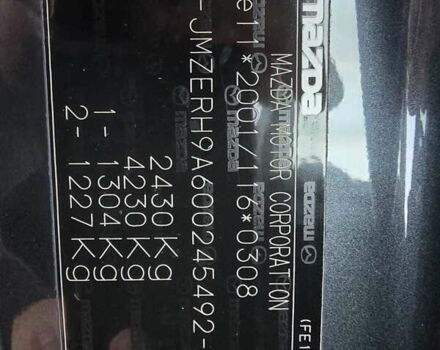 mazda
MAZDA MOTOR CORPORATION
e11*2001/116*0308
-JMZERH9A600245492-
2430 kg
4230 kg
1- 1304 kg
2- 1227 kg
(FE1